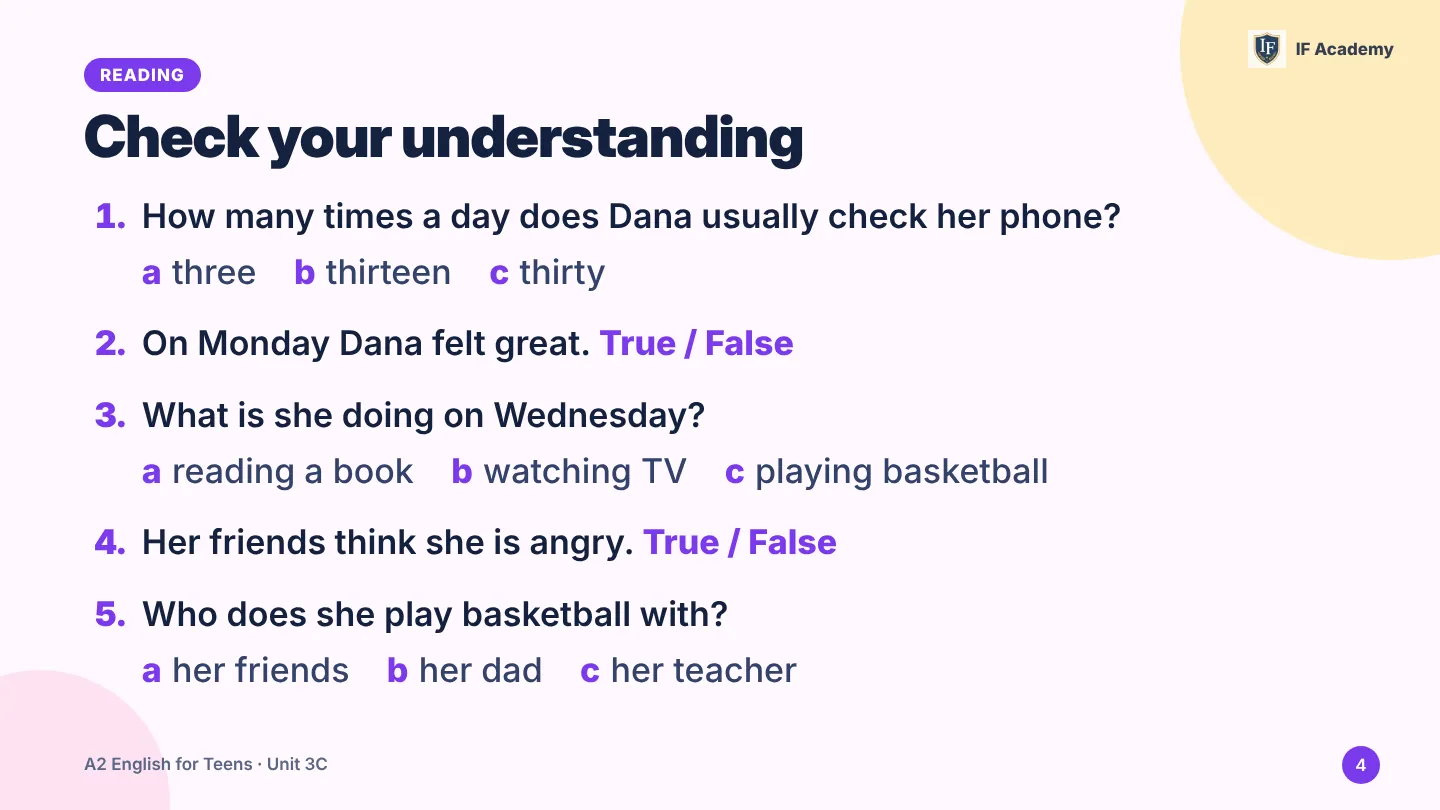 IF Academy
READING
Check your understanding
1. How many times a day does Dana usually check her phone?
a three b thirteen c thirty
2. On Monday Dana felt great. True / False
3. What is she doing on Wednesday?
a reading a book b watching TV c playing basketball
4. Her friends think she is angry. True / False
5. Who does she play basketball with?
a her friends b her dad c her teacher
A2 English for Teens · Unit 3C
4